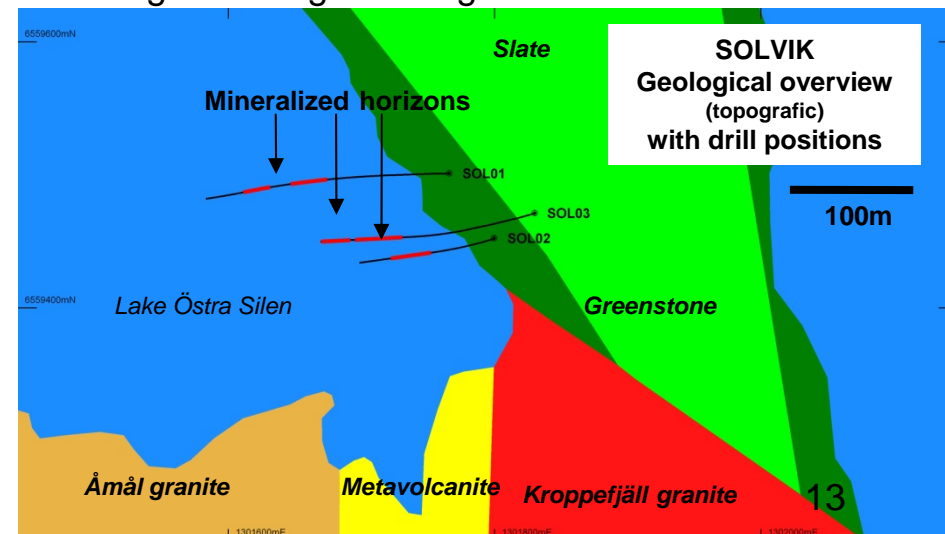 6559600mN
Slate
SOLVIK
Geological overview
(topografic)
with drill positions
Mineralized horizons
SOL01
100m
SOL03
SOL02
6559400mN
Lake Östra Silen
Greenstone
Åmål granite
Metavolcanite
Kroppefjäll granite
13
1301600mE
1302000mE